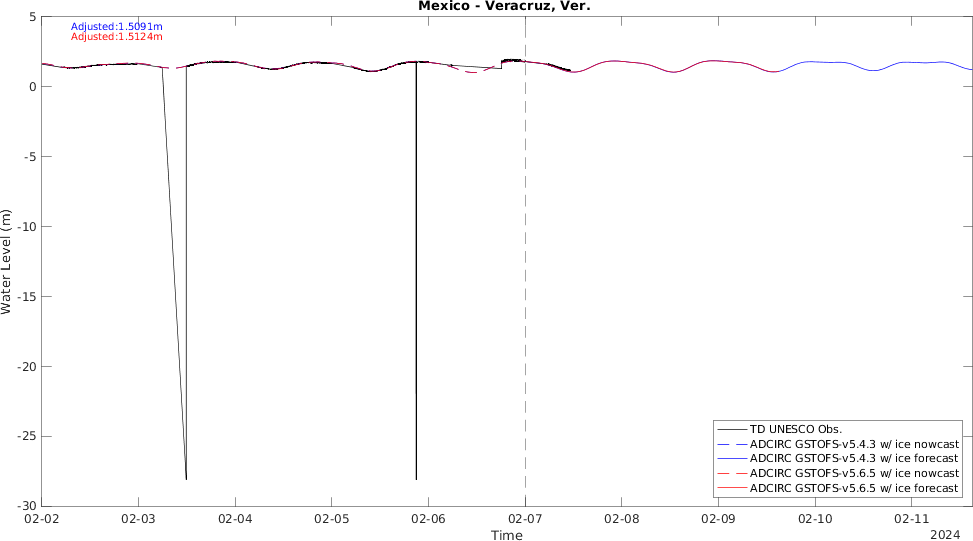 Mexico - Veracruz, Ver.
Adjusted:1.5091m
Adjusted:1.5124m
5
0
-5
-10
-15
-20
-25
-30
Water Level (m)
TD UNESCO Obs.
ADCIRC GSTOFS-v5.4.3 w/ ice nowcast
ADCIRC GSTOFS-v5.4.3 w/ ice forecast
ADCIRC GSTOFS-v5.6.5 w/ ice nowcast
ADCIRC GSTOFS-v5.6.5 w/ ice forecast
02-02 02-03 02-04 02-05 02-06 02-07 02-08 02-09 02-10 02-11
Time
2024